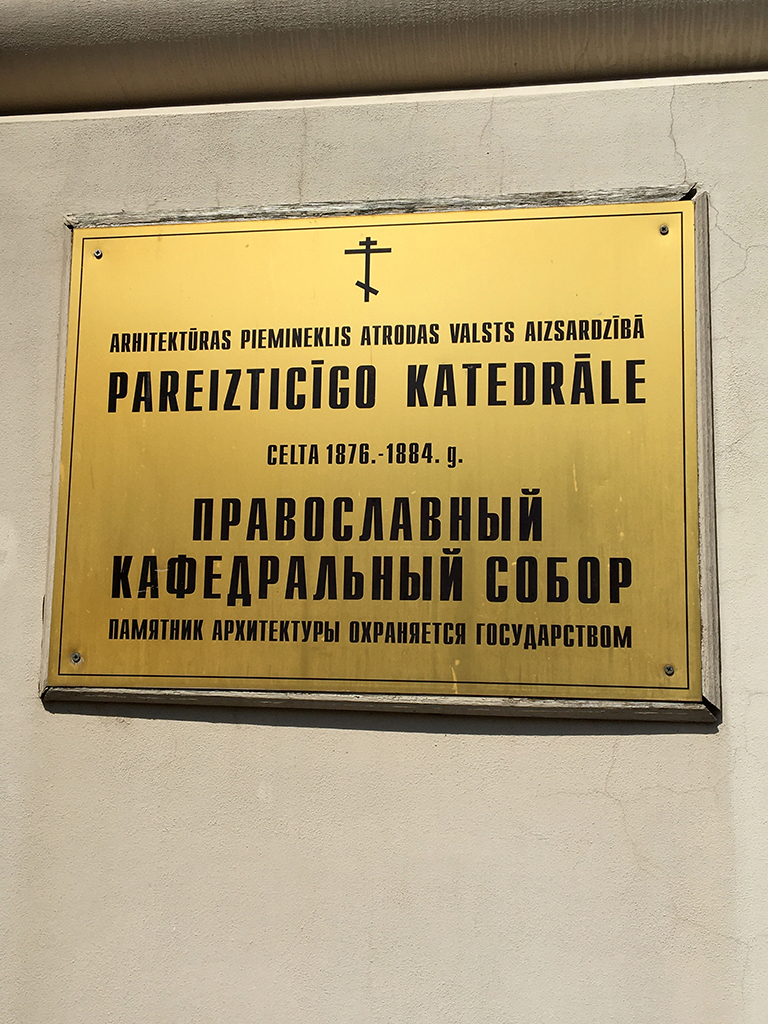 ARHITEKTŪRAS PIEMINEKLIS ATRODAS VALSTS AIZSARDZĪBĀ
PAREIZTICĪGO KATEDRĀLE
CELTA 1876.-1884. g.
ПРАВОСЛАВНЫЙ
КАФЕДРАЛЬНЫЙ СОБОР
ПАМЯТНИК АРХИТЕКТУРЫ ОХРАНЯЕТСЯ ГОСУДАРСТВОМ